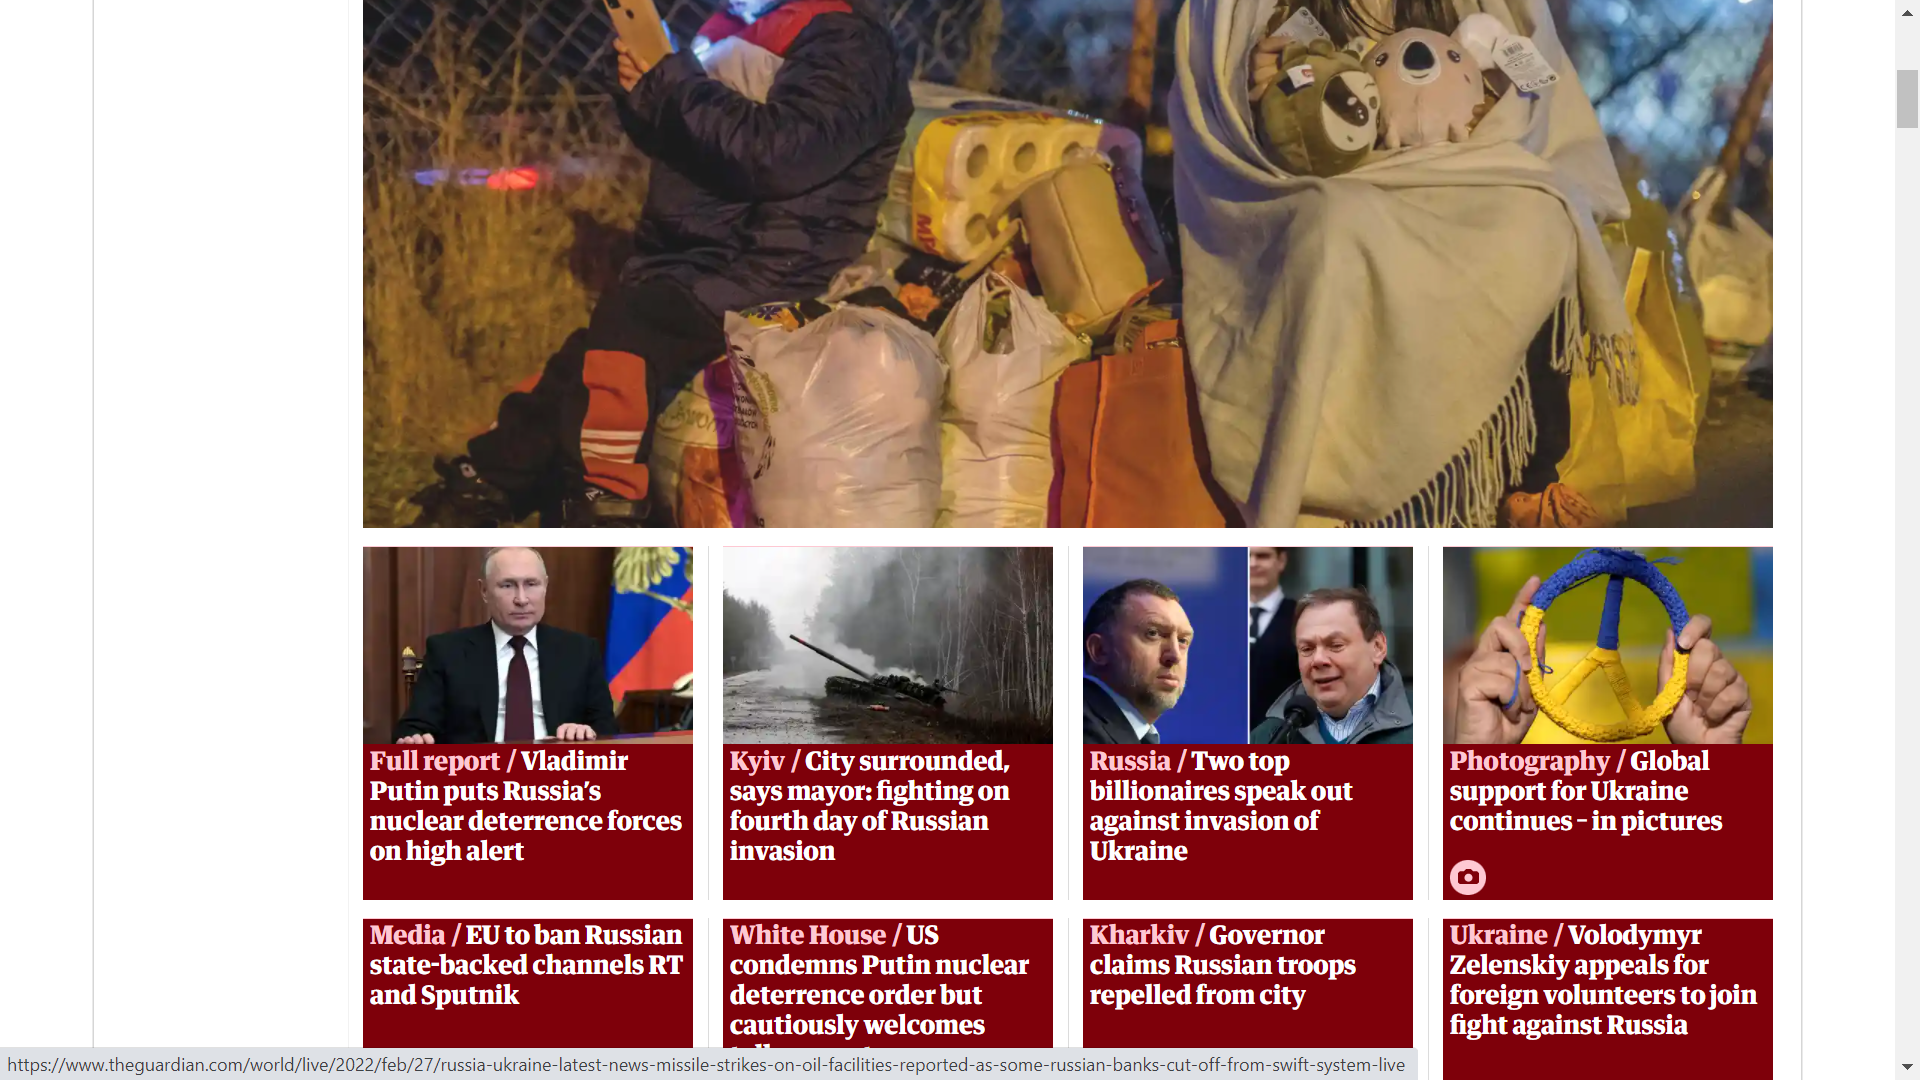 Full report / Vladimir
Putin puts Russia's
nuclear deterrence forces
on high alert
Kyiv / City surrounded,
says mayor: fighting on
fourth day of Russian
invasion
Russia / Two top
billionaires speak out
against invasion of
Ukraine
Photography / Global
support for Ukraine
continues – in pictures
Media / EU to ban Russian
state-backed channels RT
and Sputnik
White House / US
condemns Putin nuclear
deterrence order but
cautiously welcomes
Kharkiv / Governor
claims Russian troops
repelled from city
Ukraine / Volodymyr
Zelenskiy appeals for
foreign volunteers to join
fight against Russia
https://www.theguardian.com/world/live/2022/feb/27/russia-ukraine-latest-news-missile-strikes-on-oil-facilities-reported-as-some-russian-banks-cut-off-from-swift-system-live